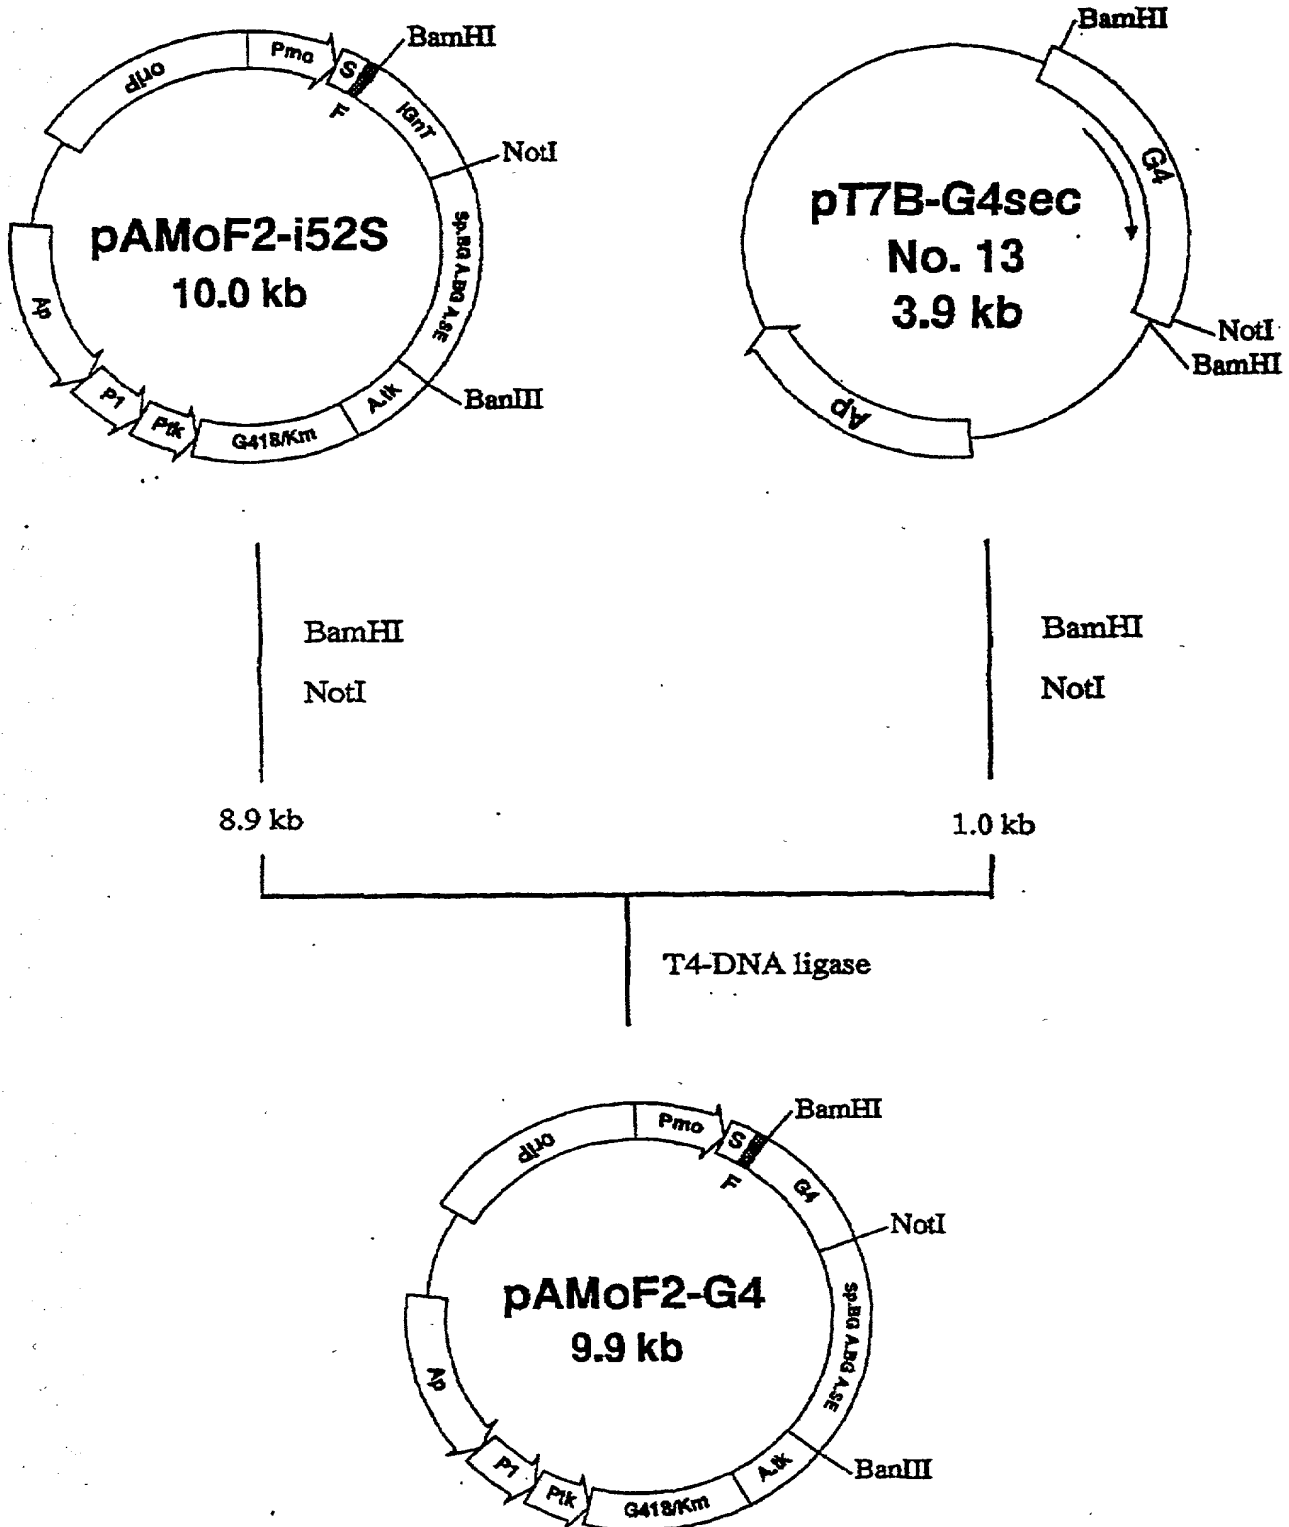 BamHI
Pmo
S
F
iGnT
NotI
oriP
pAMoF2-i52S
10.0 kb
Sp.BG A.BG A.SE
Ap
P1
Ptk
G418/Km
A.tk
BanIII
BamHI
G4
pT7B-G4sec
No. 13
3.9 kb
NotI
BamHI
Ap
BamHI
NotI
BamHI
NotI
8.9 kb
1.0 kb
T4-DNA ligase
BamHI
Pmo
S
F
G4
NotI
oriP
pAMoF2-G4
9.9 kb
Sp.BG A.BG A.SE
Ap
P1
Ptk
G418/Km
A.tk
BanIII